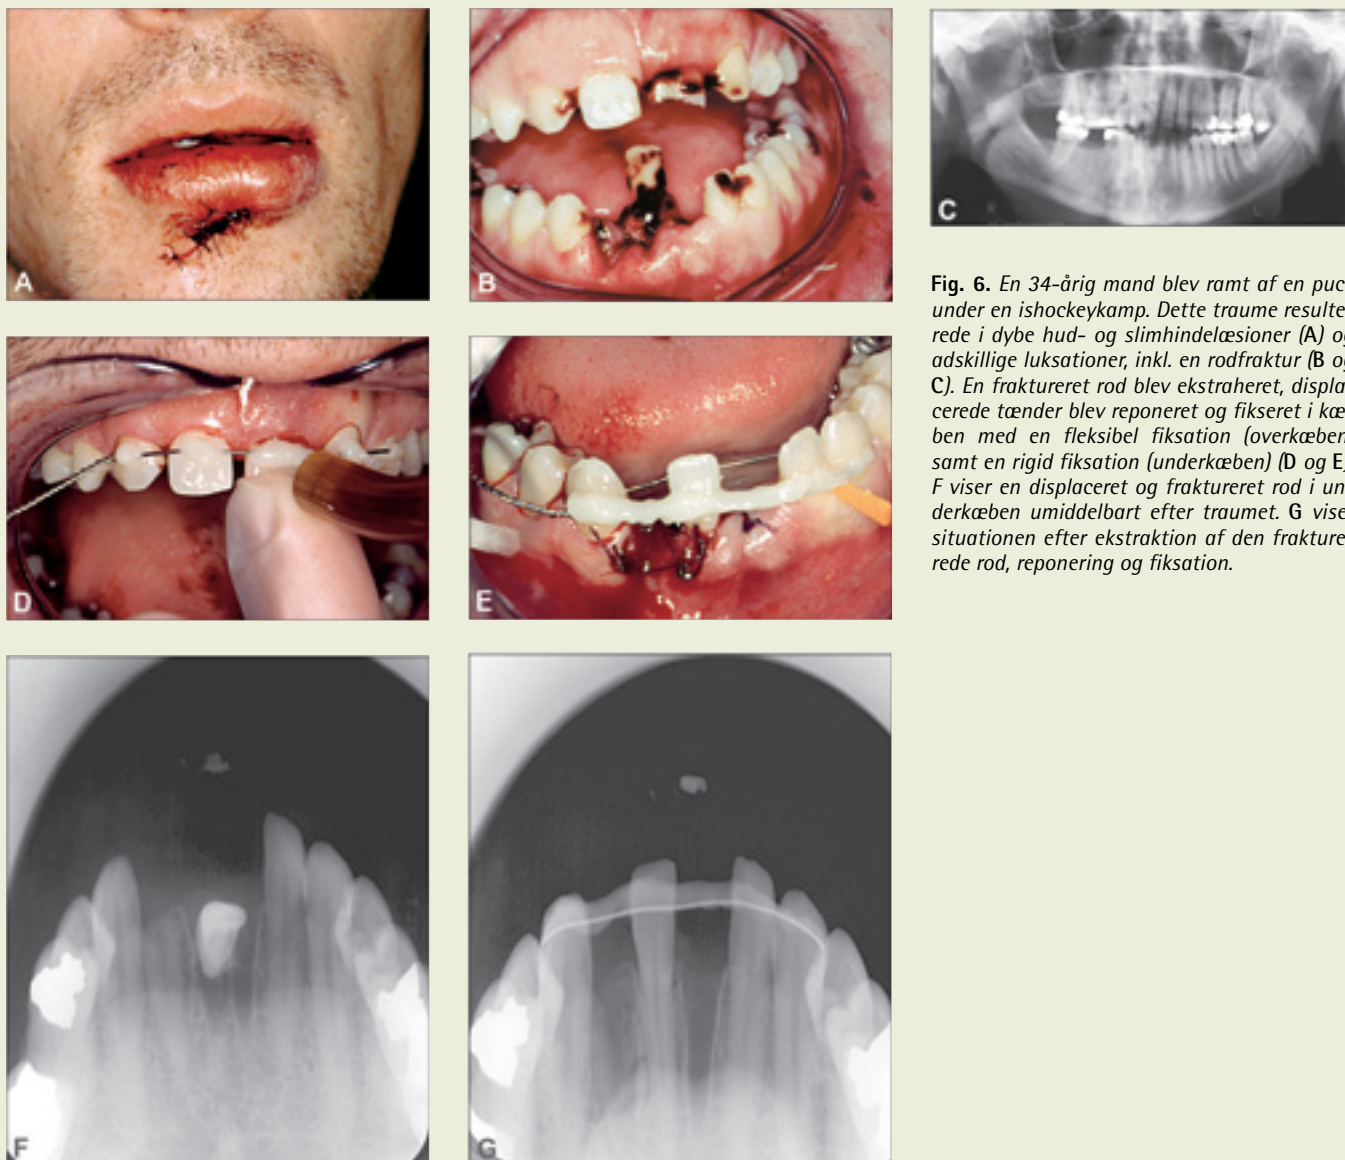 A
B
C
Fig. 6. En 34-årig mand blev ramt af en puc
under en ishockeykamp. Dette traume resulte
rede i dybe hud- og slimhindelæsioner (A) og
adskillige luksationer, inkl. en rodfraktur (B og
C). En fraktureret rod blev ekstraheret, displa
cerede tænder blev reponeret og fikseret i kæ
ben med en fleksibel fiksation (overkæben
samt en rigid fiksation (underkæben) (D og E)
F viser en displaceret og fraktureret rod i un
derkæben umiddelbart efter traumet. G vise
situationen efter ekstraktion af den frakture
rede rod, reponering og fiksation.
D
E
F
G